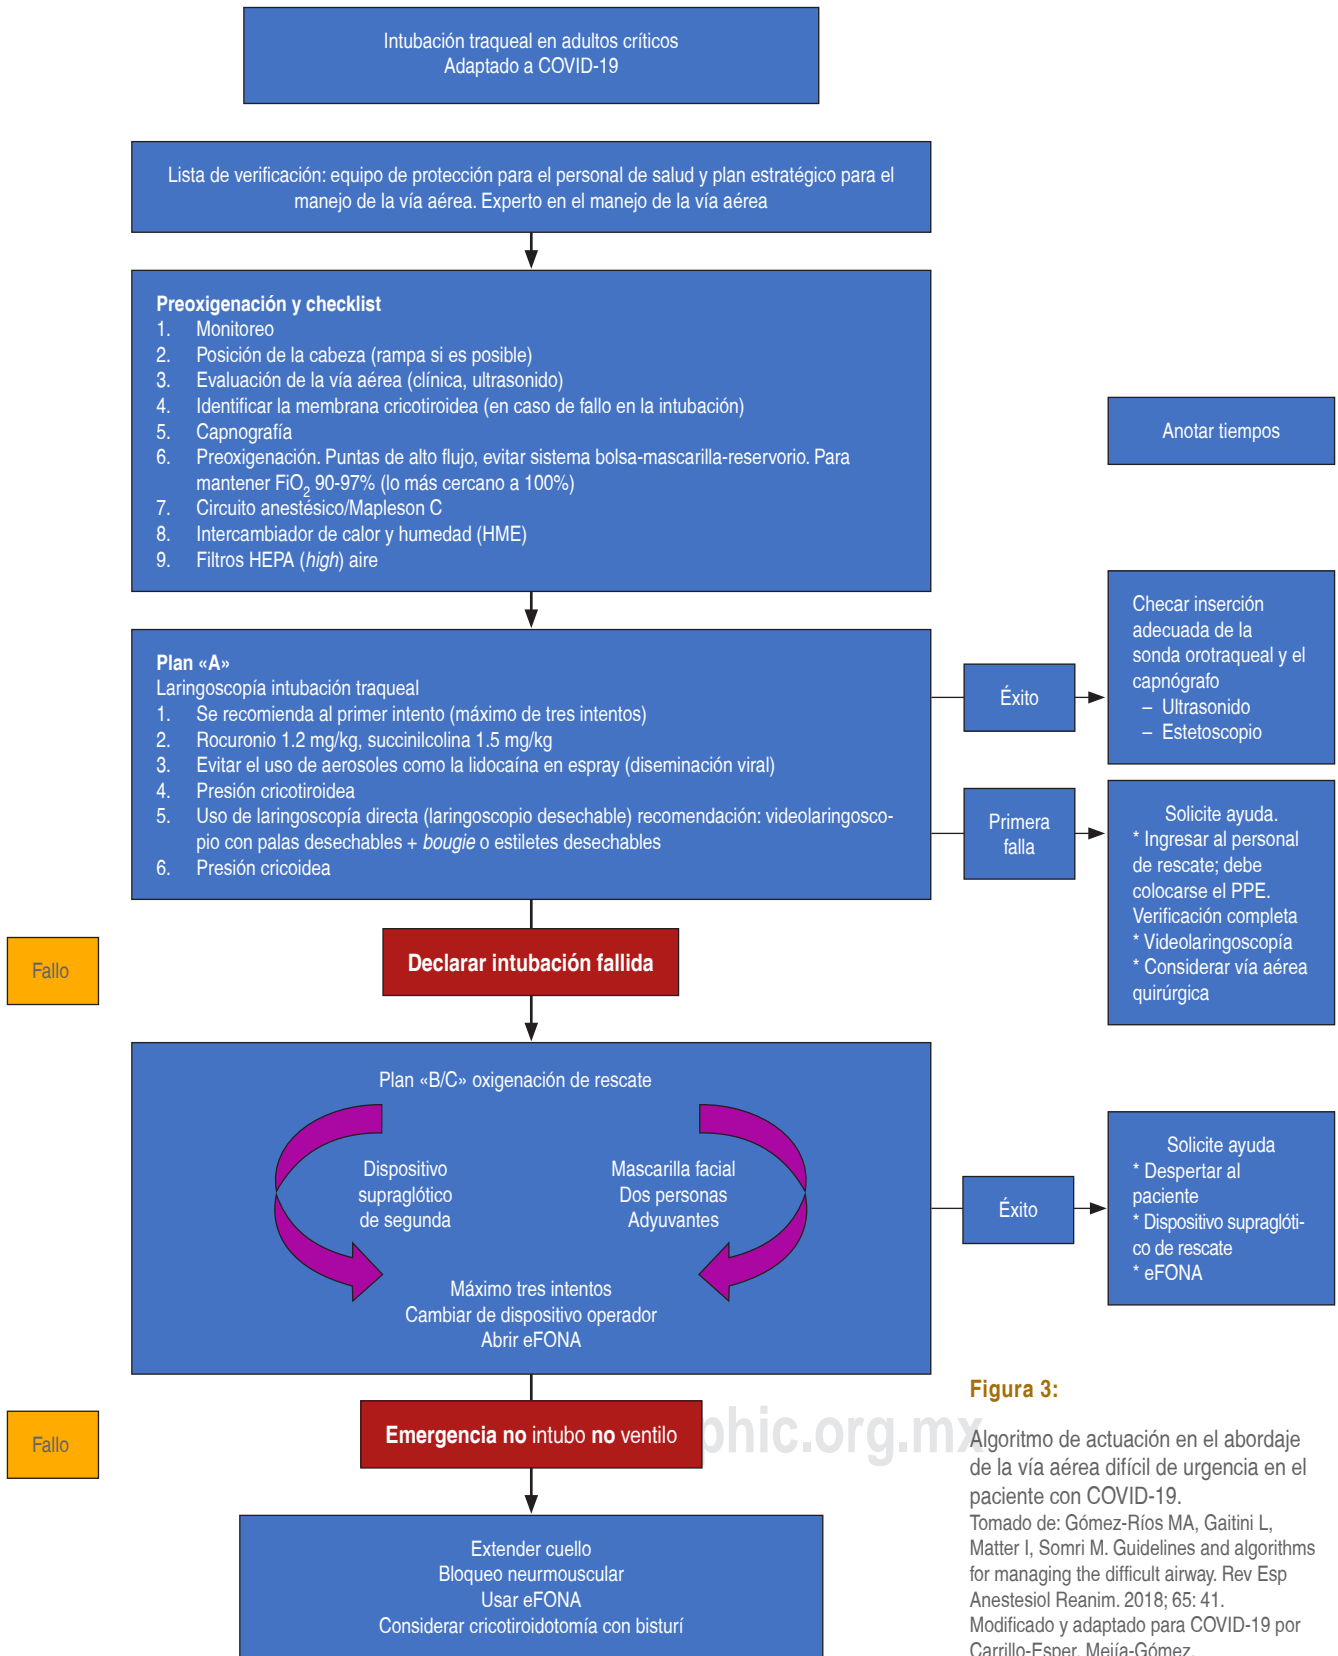 Intubación traqueal en adultos críticos
Adaptado a COVID-19
Lista de verificación: equipo de protección para el personal de salud y plan estratégico para el
manejo de la vía aérea. Experto en el manejo de la vía aérea
Preoxigenación y checklist
1. Monitoreo
2. Posición de la cabeza (rampa si es posible)
3. Evaluación de la vía aérea (clínica, ultrasonido)
4. Identificar la membrana cricotiroidea (en caso de fallo en la intubación)
5. Capnografía
6. Preoxigenación. Puntas de alto flujo, evitar sistema bolsa-mascarilla-reservorio. Para
mantener FiO2 90-97% (lo más cercano a 100%)
7. Circuito anestésico/Mapleson C
8. Intercambiador de calor y humedad (HME)
9. Filtros HEPA (high) aire
Anotar tiempos
Plan «A»
Laringoscopía intubación traqueal
1. Se recomienda al primer intento (máximo de tres intentos)
2. Rocuronio 1.2 mg/kg, succinilcolina 1.5 mg/kg
3. Evitar el uso de aerosoles como la lidocaína en espray (diseminación viral)
4. Presión cricotiroidea
5. Uso de laringoscopía directa (laringoscopio desechable) recomendación: videolaringosco-
pio con palas desechables + bougie o estiletes desechables
6. Presión cricoidea
Éxito
Checar inserción
adecuada de la
sonda orotraqueal y el
capnógrafo
– Ultrasonido
– Estetoscopio
Primera
falla
Solicite ayuda.
* Ingresar al personal
de rescate; debe
colocarse el PPE.
Verificación completa
* Videolaringoscopía
* Considerar vía aérea
quirúrgica
Fallo
Declarar intubación fallida
Plan «B/C» oxigenación de rescate
Dispositivo
supraglótico
de segunda
Mascarilla facial
Dos personas
Adyuvantes
Máximo tres intentos
Cambiar de dispositivo operador
Abrir eFONA
Éxito
Solicite ayuda
* Despertar al
paciente
* Dispositivo supraglóti-
co de rescate
* eFONA
Fallo
Emergencia no intubo no ventilo
phic.org.mx
Extender cuello
Bloqueo neurmouscular
Usar eFONA
Considerar cricotiroidotomía con bisturí
Figura 3:
Algoritmo de actuación en el abordaje
de la vía aérea difícil de urgencia en el
paciente con COVID-19.
Tomado de: Gómez-Ríos MA, Gaitini L,
Matter I, Somri M. Guidelines and algorithms
for managing the difficult airway. Rev Esp
Anestesiol Reanim. 2018; 65: 41.
Modificado y adaptado para COVID-19 por
Carrillo-Esper, Mejía-Gómez.